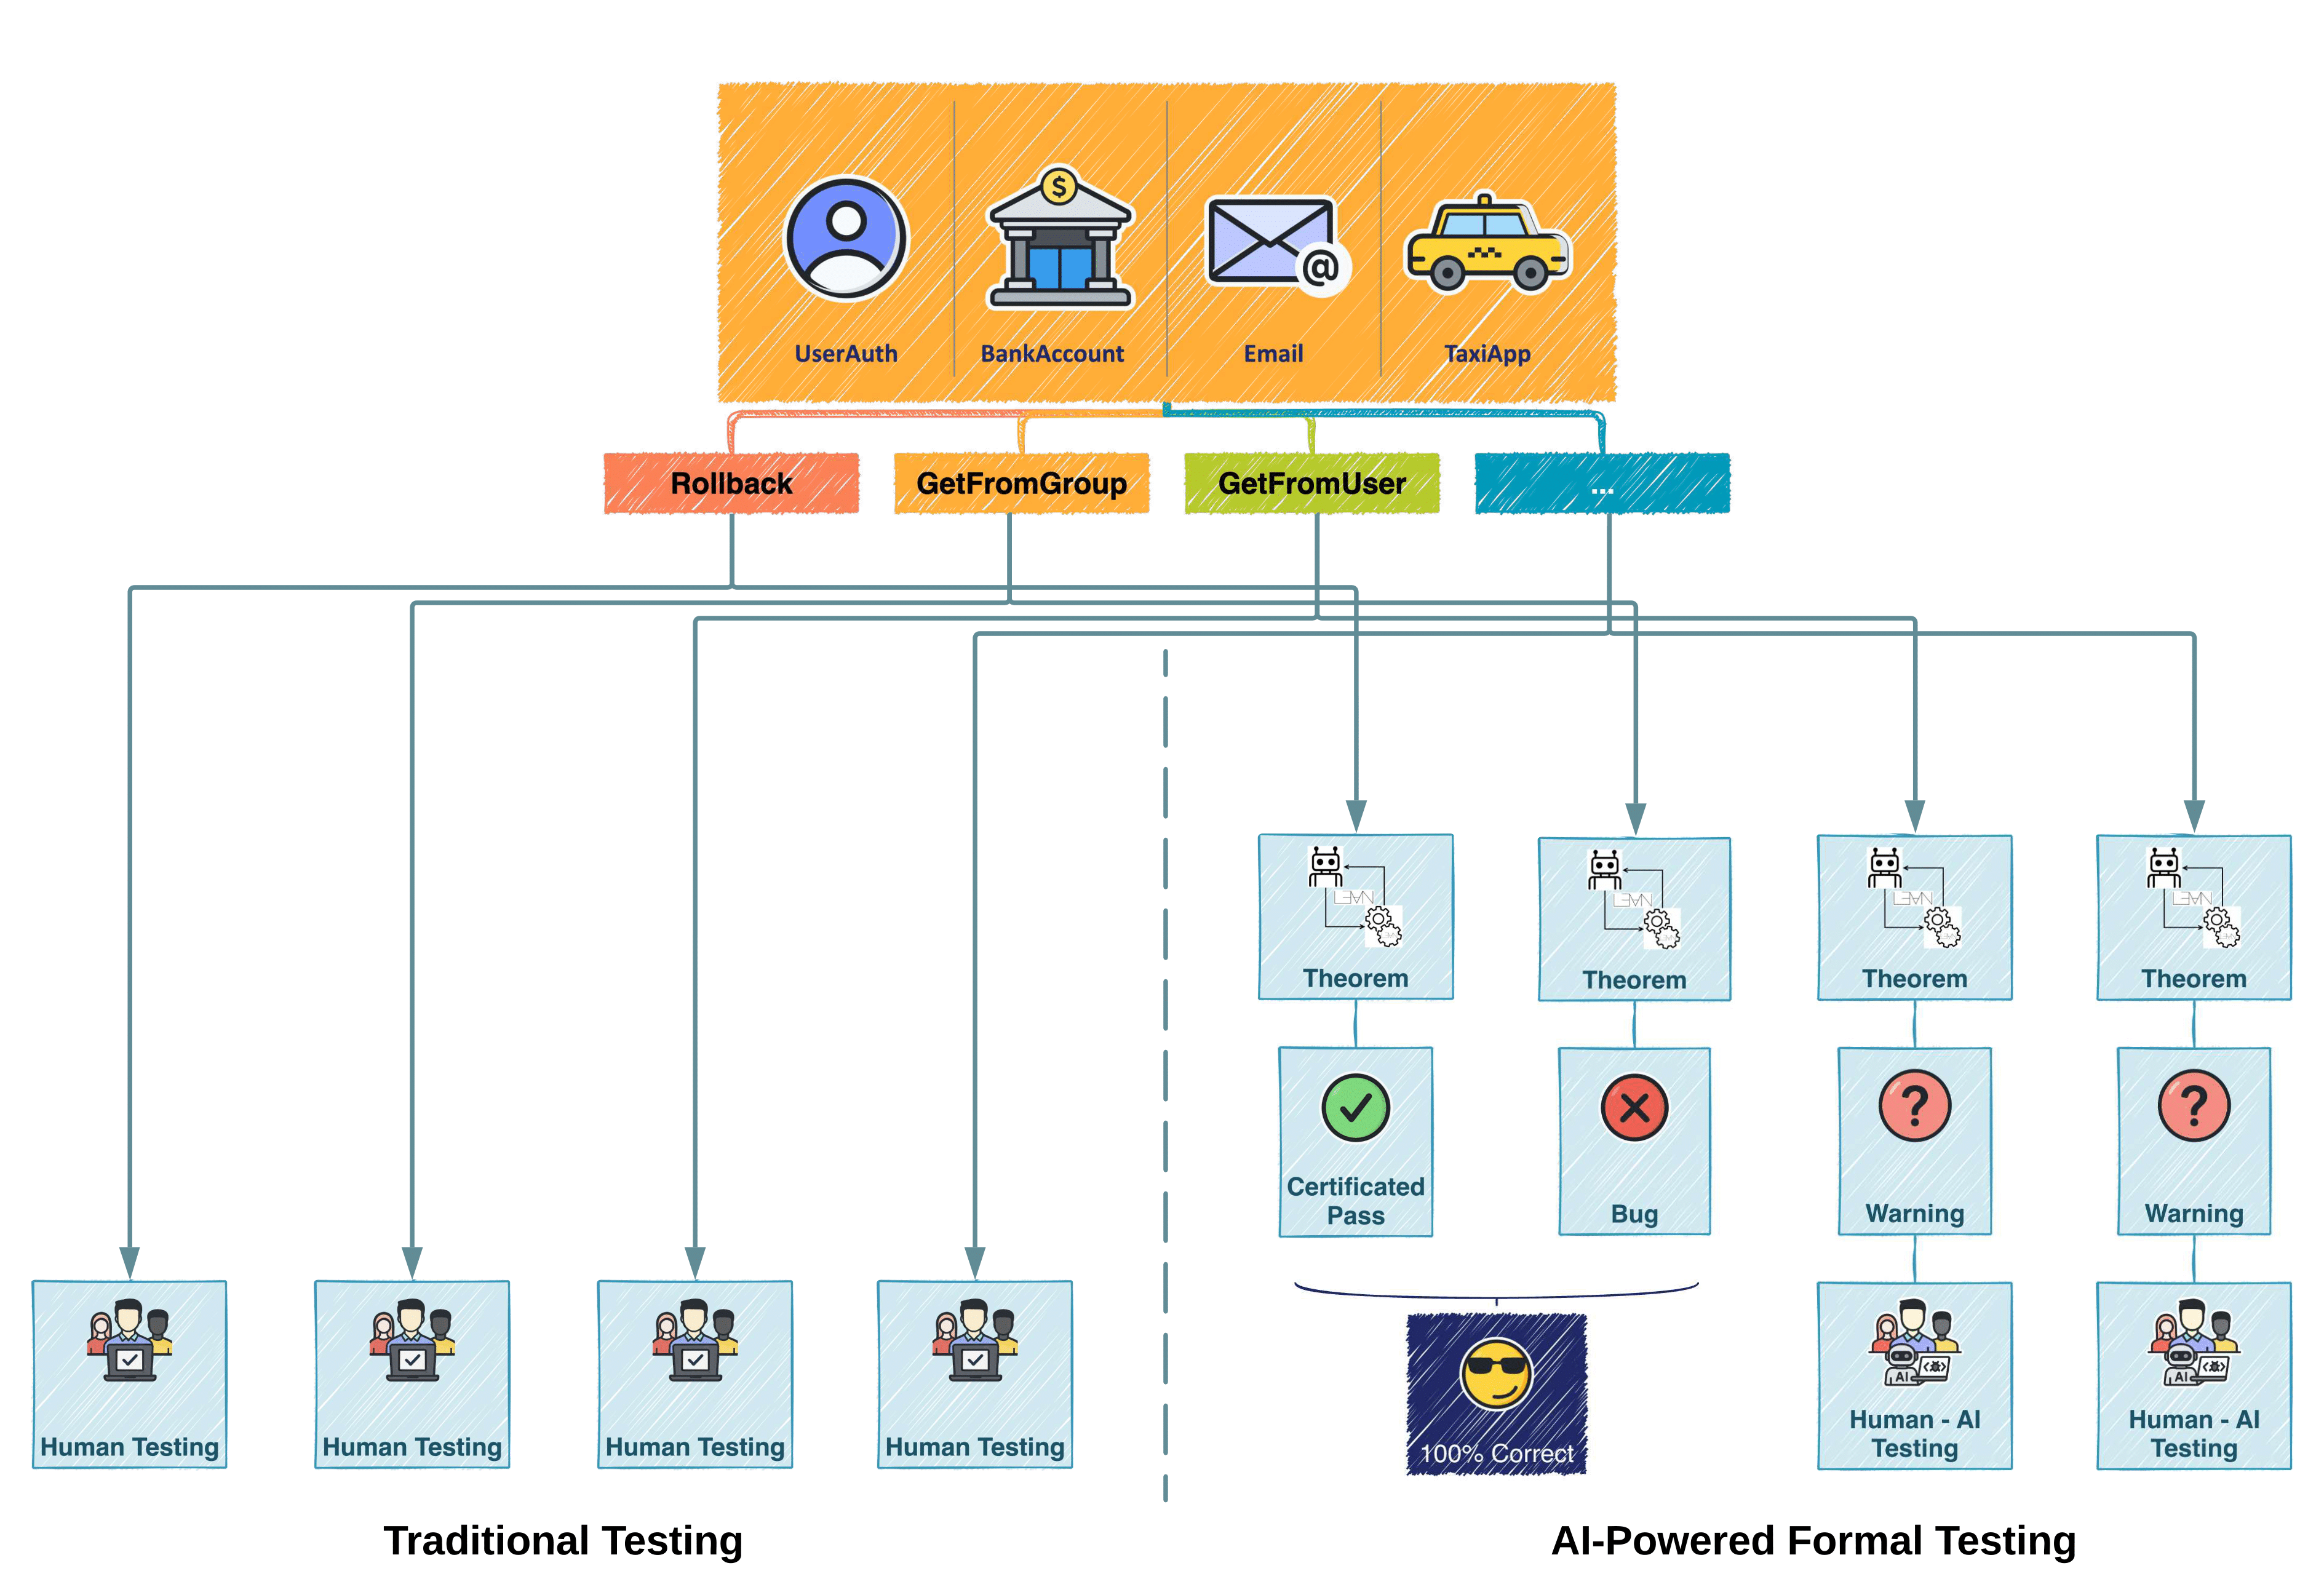 UserAuth
BankAccount
Email
TaxiApp
Rollback
GetFromGroup
GetFromUser
...
Theorem
Theorem
Theorem
Theorem
Certificated
Pass
Bug
Warning
Warning
Human Testing
Human Testing
Human Testing
Human Testing
100% Correct
AI
Human - AI
Testing
AI
Human - AI
Testing
Traditional Testing
AI-Powered Formal Testing